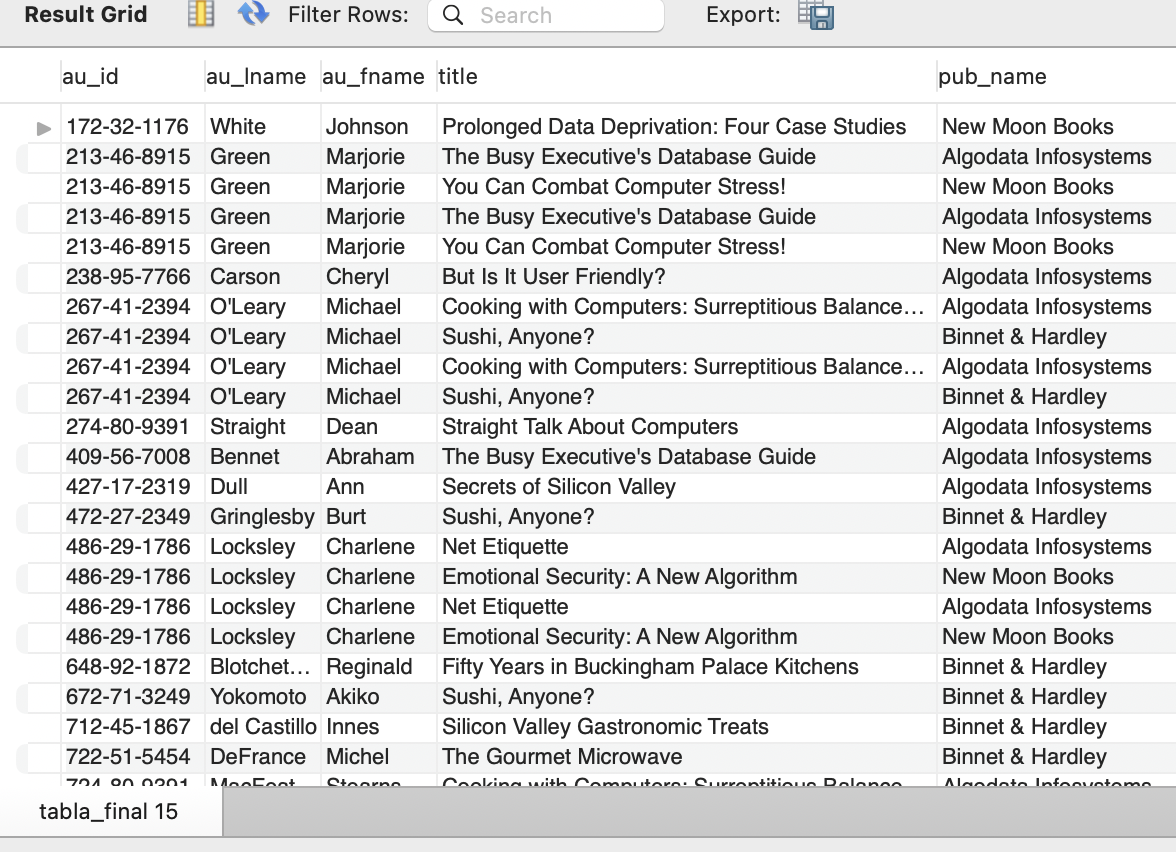 Result Grid Filter Rows: Search Export:
au_id au_lname au_fname title pub_name
172-32-1176 White Johnson Prolonged Data Deprivation: Four Case Studies New Moon Books
213-46-8915 Green Marjorie The Busy Executive's Database Guide Algodata Infosystems
213-46-8915 Green Marjorie You Can Combat Computer Stress! New Moon Books
213-46-8915 Green Marjorie The Busy Executive's Database Guide Algodata Infosystems
213-46-8915 Green Marjorie You Can Combat Computer Stress! New Moon Books
238-95-7766 Carson Cheryl But Is It User Friendly? Algodata Infosystems
267-41-2394 O'Leary Michael Cooking with Computers: Surreptitious Balance... Algodata Infosystems
267-41-2394 O'Leary Michael Sushi, Anyone? Binnet & Hardley
267-41-2394 O'Leary Michael Cooking with Computers: Surreptitious Balance... Algodata Infosystems
267-41-2394 O'Leary Michael Sushi, Anyone? Binnet & Hardley
274-80-9391 Straight Dean Straight Talk About Computers Algodata Infosystems
409-56-7008 Bennet Abraham The Busy Executive's Database Guide Algodata Infosystems
427-17-2319 Dull Ann Secrets of Silicon Valley Algodata Infosystems
472-27-2349 Gringlesby Burt Sushi, Anyone? Binnet & Hardley
486-29-1786 Locksley Charlene Net Etiquette Algodata Infosystems
486-29-1786 Locksley Charlene Emotional Security: A New Algorithm New Moon Books
486-29-1786 Locksley Charlene Net Etiquette Algodata Infosystems
486-29-1786 Locksley Charlene Emotional Security: A New Algorithm New Moon Books
648-92-1872 Blotchet... Reginald Fifty Years in Buckingham Palace Kitchens Binnet & Hardley
672-71-3249 Yokomoto Akiko Sushi, Anyone? Binnet & Hardley
712-45-1867 del Castillo Innes Silicon Valley Gastronomic Treats Binnet & Hardley
722-51-5454 DeFrance Michel The Gourmet Microwave Binnet & Hardley
724-80-9391 MacFeat Stearns Cooking with Computers: Surreptitious Balance... Algodata Infosystems
tabla_final 15